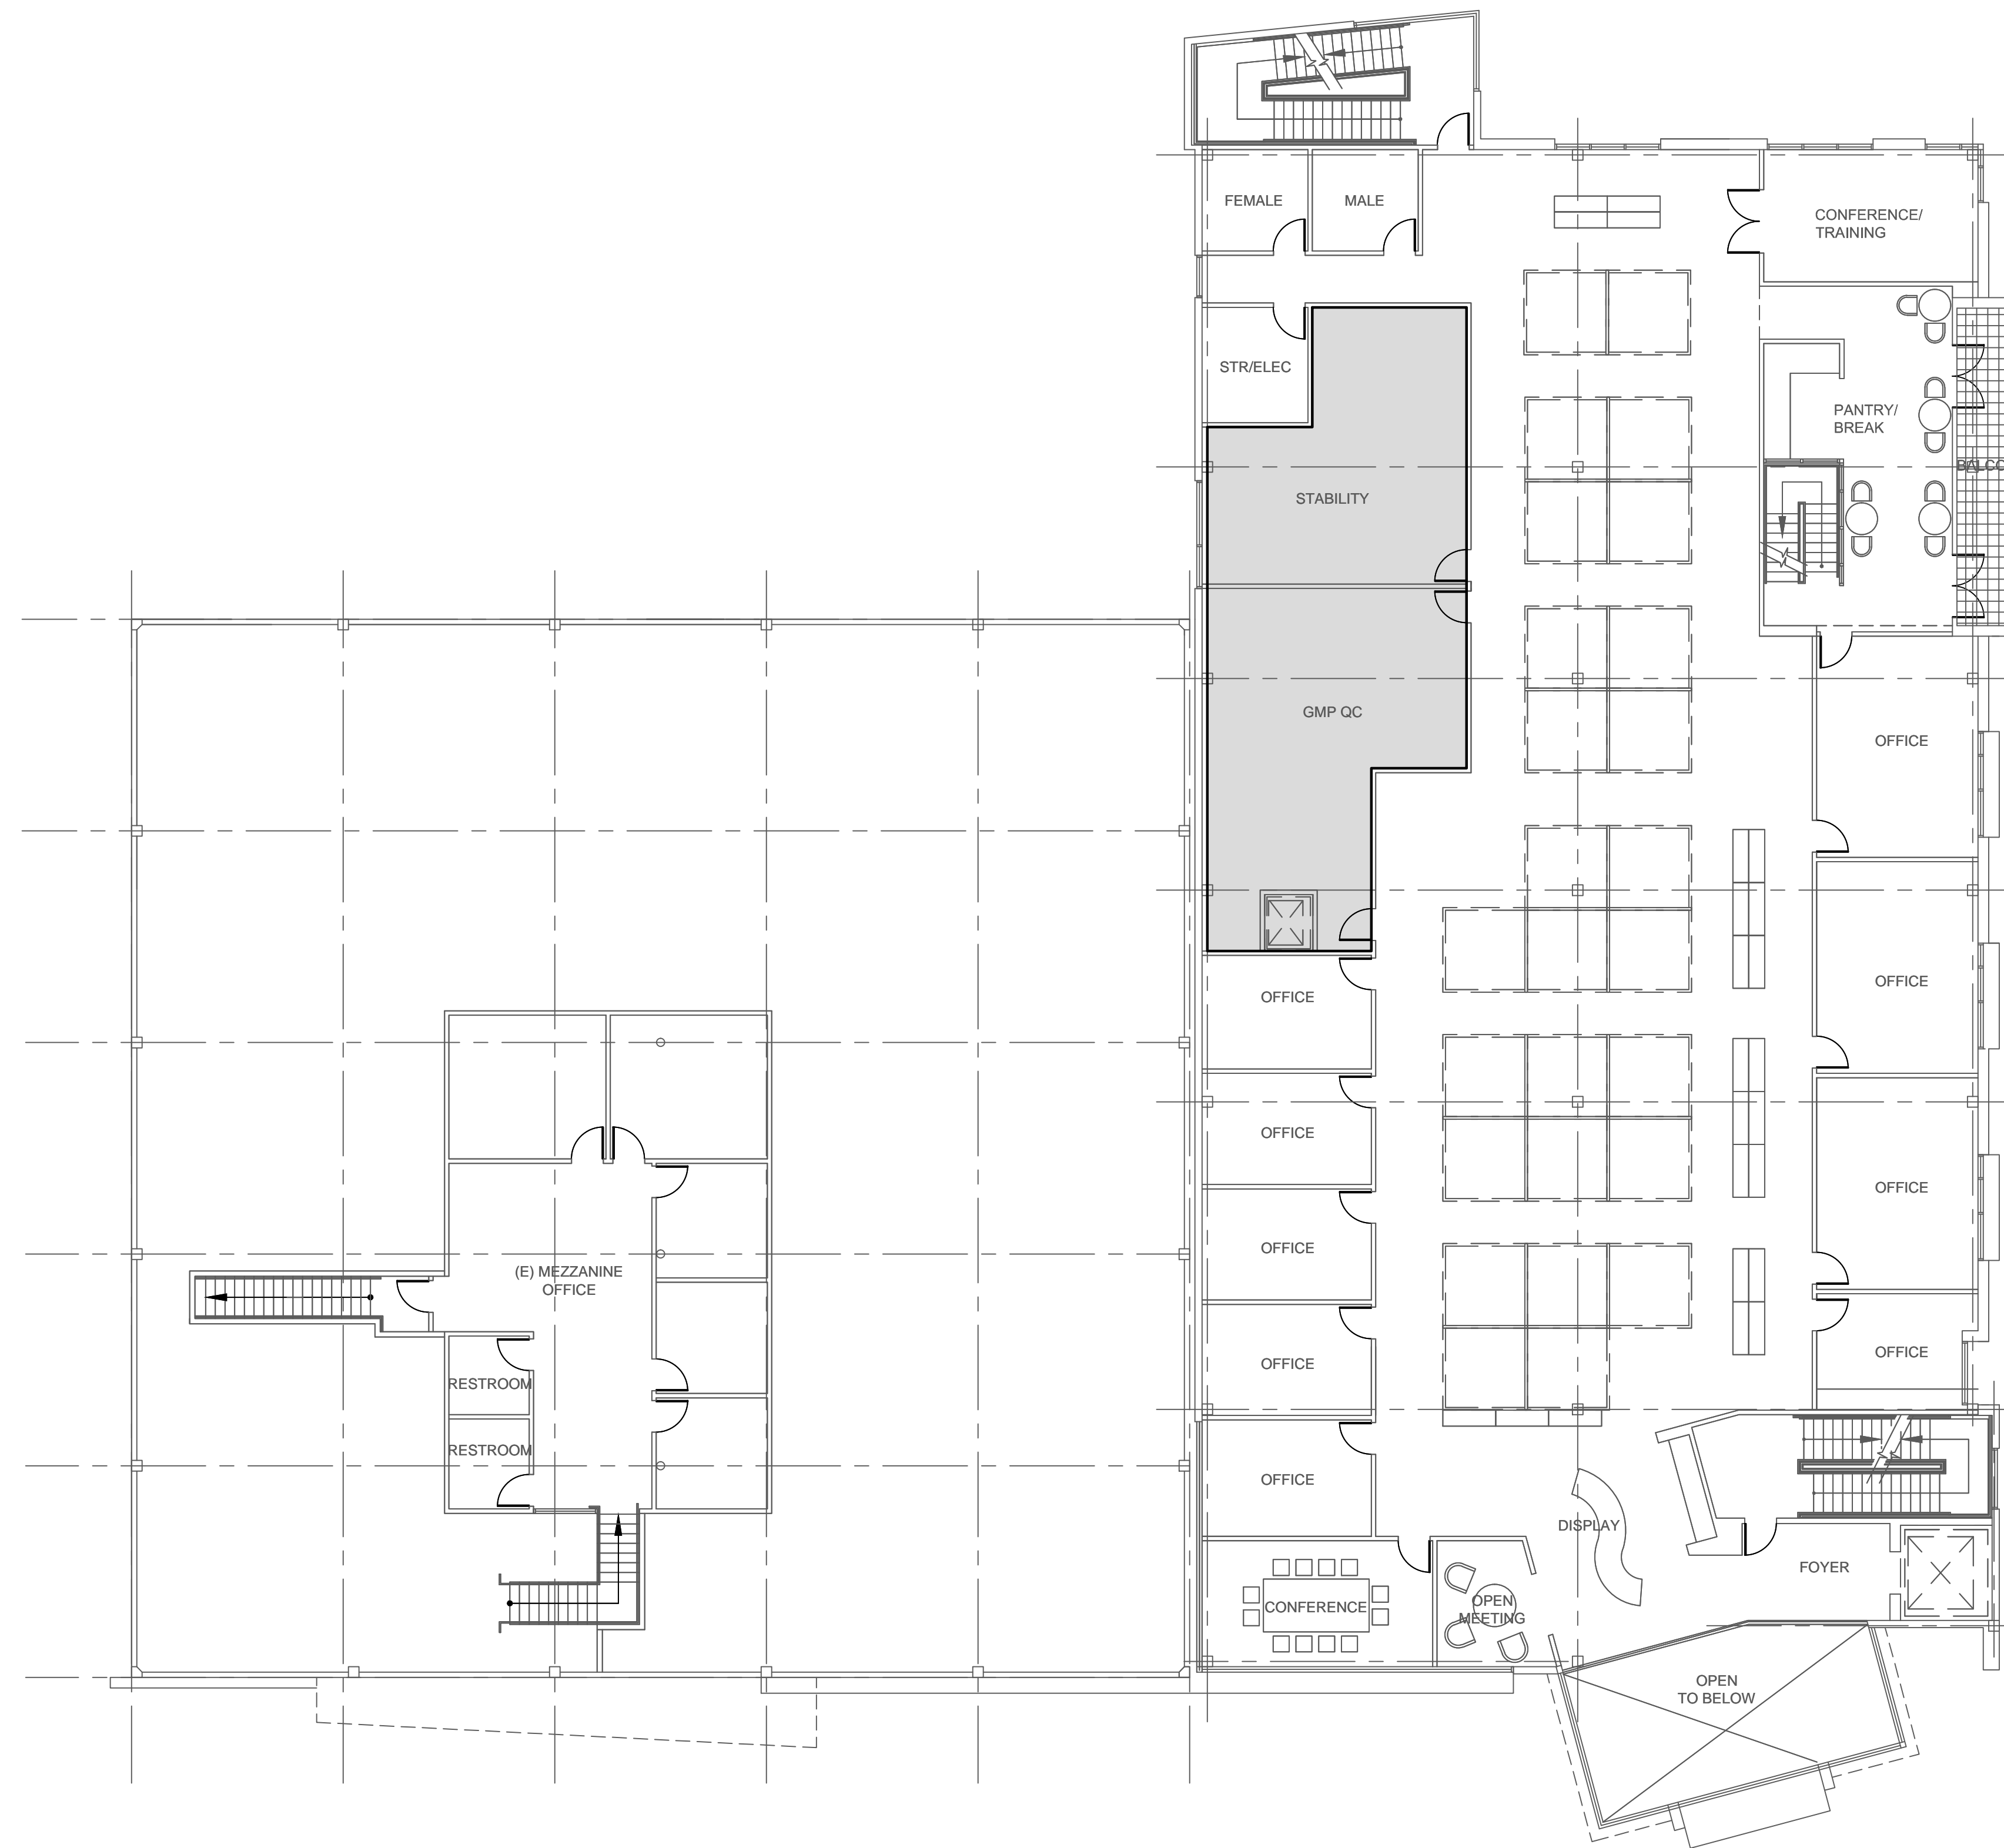 FEMALE
MALE
CONFERENCE/
TRAINING
STR/ELEC
PANTRY/
BREAK
BALCO
STABILITY
GMP QC
OFFICE
OFFICE
OFFICE
OFFICE
OFFICE
OFFICE
(E) MEZZANINE
OFFICE
OFFICE
OFFICE
RESTROOM
RESTROOM
OFFICE
DISPLAY
FOYER
CONFERENCE
OPEN
MEETING
OPEN
TO BELOW